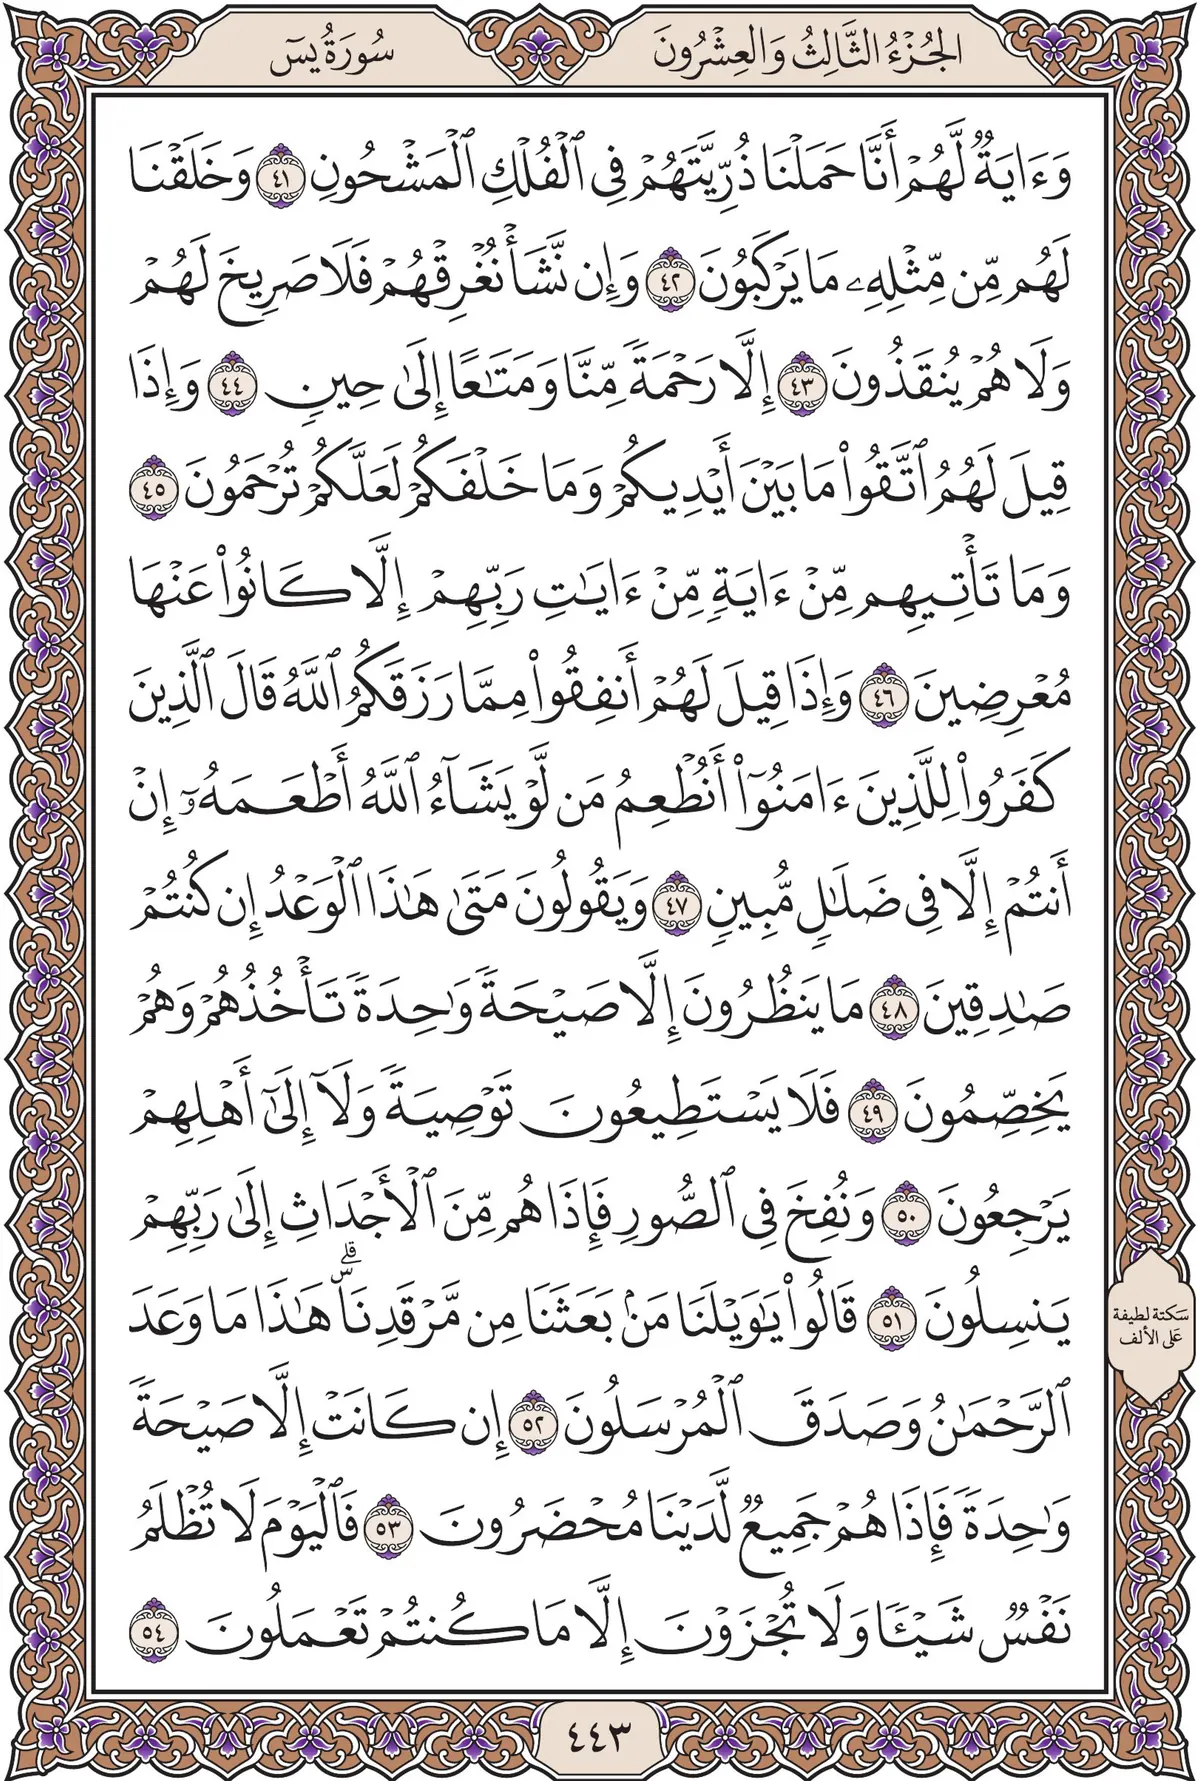 الجُزْءُ الثَّالِثُ وَالعِشْرُونَ
سُورَةُ يسٓ
وَءَايَةٌ لَّهُمْ أَنَّا حَمَلْنَا ذُرِّيَّتَهُمْ فِي ٱلْفُلْكِ ٱلْمَشْحُونِ ٤١ وَخَلَقْنَا
لَهُم مِّن مِّثْلِهِۦ مَا يَرْكَبُونَ ٤٢ وَإِن نَّشَأْ نُغْرِقْهُمْ فَلَا صَرِيخَ لَهُمْ
وَلَا هُمْ يُنقَذُونَ ٤٣ إِلَّا رَحْمَةً مِّنَّا وَمَتَٰعًا إِلَىٰ حِينٍ ٤٤ وَإِذَا
قِيلَ لَهُمُ ٱتَّقُوا۟ مَا بَيْنَ أَيْدِيكُمْ وَمَا خَلْفَكُمْ لَعَلَّكُمْ تُرْحَمُونَ ٤٥
وَمَا تَأْتِيهِم مِّنْ ءَايَةٍ مِّنْ ءَايَٰتِ رَبِّهِمْ إِلَّا كَانُوا۟ عَنْهَا
مُعْرِضِينَ ٤٦ وَإِذَا قِيلَ لَهُمْ أَنفِقُوا۟ مِمَّا رَزَقَكُمُ ٱللَّهُ قَالَ ٱلَّذِينَ
كَفَرُوا۟ لِلَّذِينَ ءَامَنُوٓا۟ أَنُطْعِمُ مَن لَّوْ يَشَآءُ ٱللَّهُ أَطْعَمَهُۥٓ إِنْ
أَنتُمْ إِلَّا فِي ضَلَٰلٍ مُّبِينٍ ٤٧ وَيَقُولُونَ مَتَىٰ هَٰذَا ٱلْوَعْدُ إِن كُنتُمْ
صَٰدِقِينَ ٤٨ مَا يَنظُرُونَ إِلَّا صَيْحَةً وَٰحِدَةً تَأْخُذُهُمْ وَهُمْ
يَخِصِّمُونَ ٤٩ فَلَا يَسْتَطِيعُونَ تَوْصِيَةً وَلَآ إِلَىٰٓ أَهْلِهِمْ
يَرْجِعُونَ ٥٠ وَنُفِخَ فِي ٱلصُّورِ فَإِذَا هُم مِّنَ ٱلْأَجْدَاثِ إِلَىٰ رَبِّهِمْ
يَنسِلُونَ ٥١ قَالُوا۟ يَٰوَيْلَنَا مَنۢ بَعَثَنَا مِن مَّرْقَدِنَاۜۗ هَٰذَا مَا وَعَدَ
ٱلرَّحْمَٰنُ وَصَدَقَ ٱلْمُرْسَلُونَ ٥٢ إِن كَانَتْ إِلَّا صَيْحَةً
وَٰحِدَةً فَإِذَا هُمْ جَمِيعٌ لَّدَيْنَا مُحْضَرُونَ ٥٣ فَٱلْيَوْمَ لَا تُظْلَمُ
نَفْسٌ شَيْـًٔا وَلَا تُجْزَوْنَ إِلَّا مَا كُنتُمْ تَعْمَلُونَ ٥٤
سَكتة لطيفة
عَلى الألف
٤٤٣